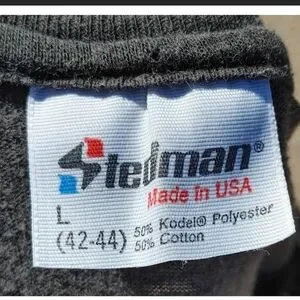 Stedman®
Made In USA
L
(42-44)
50% Kodel® Polyester
50% Cotton